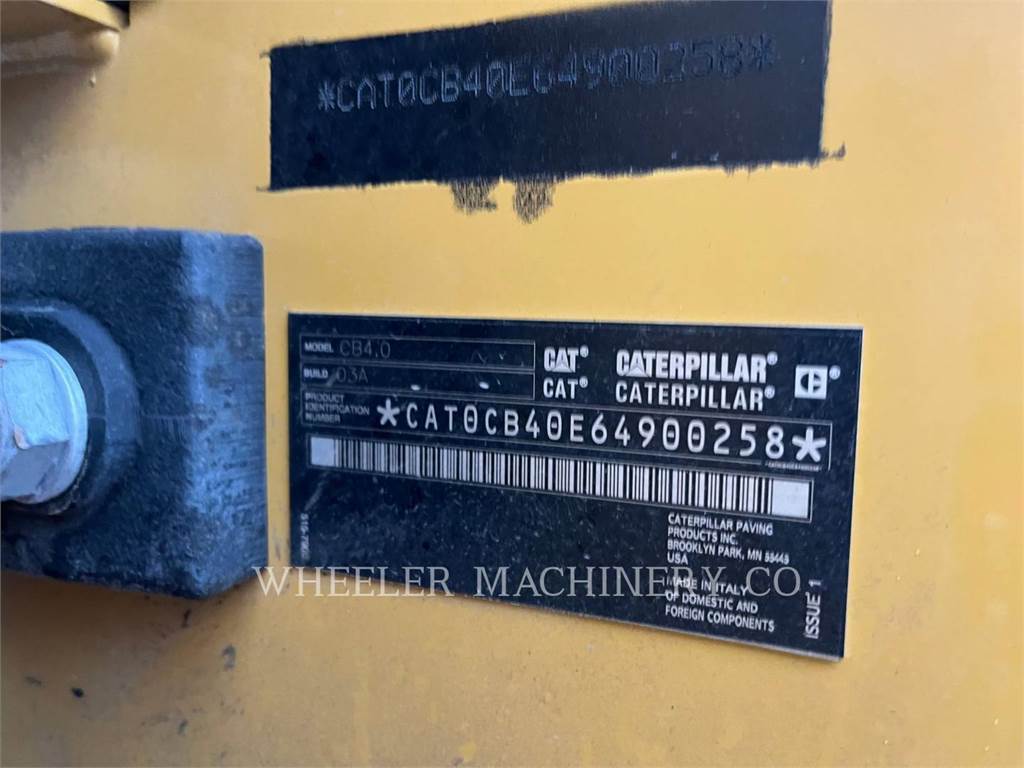 *CAT0CB40E64900258*
MODEL CB4.0
BUILD 03A
CAT® CATERPILLAR®
CAT® CATERPILLAR®
PRODUCT
IDENTIFICATION
NUMBER
*CAT0CB40E64900258*
CATERPILLAR PAVING
PRODUCTS INC.
BROOKLYN PARK, MN 55445
USA
MADE IN ITALY
OF DOMESTIC AND
FOREIGN COMPONENTS
ISSUE 1
WHEELER MACHINERY CO.